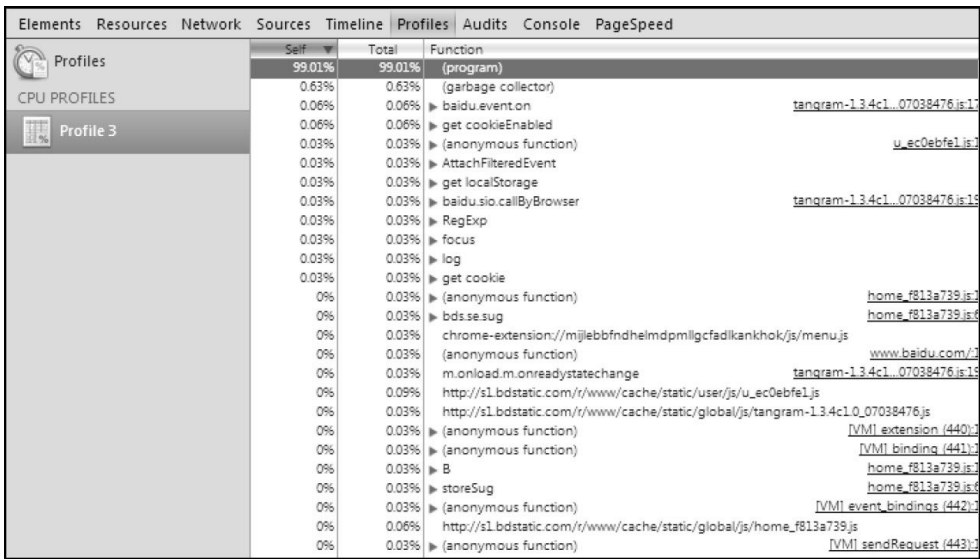 Elements Resources Network Sources Timeline Profiles Audits Console PageSpeed
Profiles
CPU PROFILES
Profile 3
Self Total Function
99.01% 99.01% (program)
0.63% 0.63% (garbage collector)
0.06% 0.06% baidu.event.on tangram-1.3.4c1...07038476.js:17
0.06% 0.06% get cookieEnabled
0.03% 0.03% (anonymous function) u_ec0ebfe1.js:1
0.03% 0.03% AttachFilteredEvent
0.03% 0.03% get localStorage
0.03% 0.03% baidu.sio.callByBrowser tangram-1.3.4c1...07038476.js:19
0.03% 0.03% RegExp
0.03% 0.03% focus
0.03% 0.03% log
0.03% 0.03% get cookie
0% 0.03% (anonymous function) home_f813a739.js:1
0% 0.03% bds.se.sug home_f813a739.js:6
0% 0.03% chrome-extension://mijlebbfndhelmdpmllgcfadlkankhok/js/menu.js
0% 0.03% (anonymous function) www.baidu.com/:1
0% 0.03% m.onload.m.onreadystatechange tangram-1.3.4c1...07038476.js:19
0% 0.09% http://s1.bdstatic.com/r/www/cache/static/user/js/u_ec0ebfe1.js
0% 0.03% http://s1.bdstatic.com/r/www/cache/static/global/js/tangram-1.3.4c1.0_07038476.js
0% 0.03% (anonymous function) [VM] extension (440):1
0% 0.03% (anonymous function) [VM] binding (441):1
0% 0.03% B home_f813a739.js:1
0% 0.03% storeSug home_f813a739.js:6
0% 0.03% (anonymous function) [VM] event_bindings (442):1
0% 0.06% http://s1.bdstatic.com/r/www/cache/static/global/js/home_f813a739.js
0% 0.03% (anonymous function) [VM] sendRequest (443):1